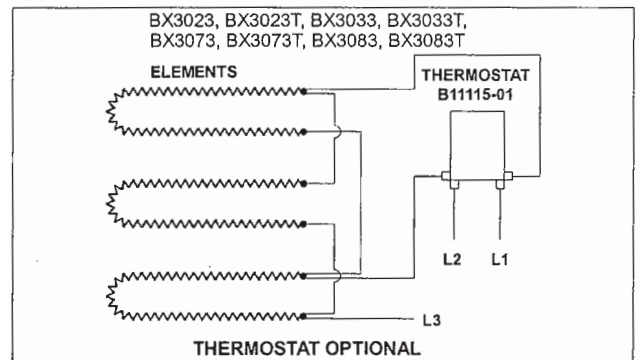 BX3023, BX3023T, BX3033, BX3033T,
BX3073, BX3073T, BX3083, BX3083T
ELEMENTS
THERMOSTAT
B11115-01
L2 L1
L3
THERMOSTAT OPTIONAL